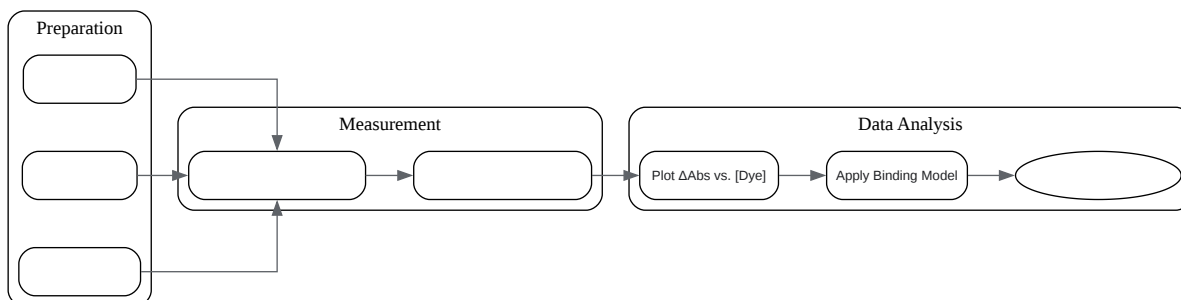 Preparation
Measurement
Data Analysis
Plot ΔAbs vs. [Dye]
Apply Binding Model